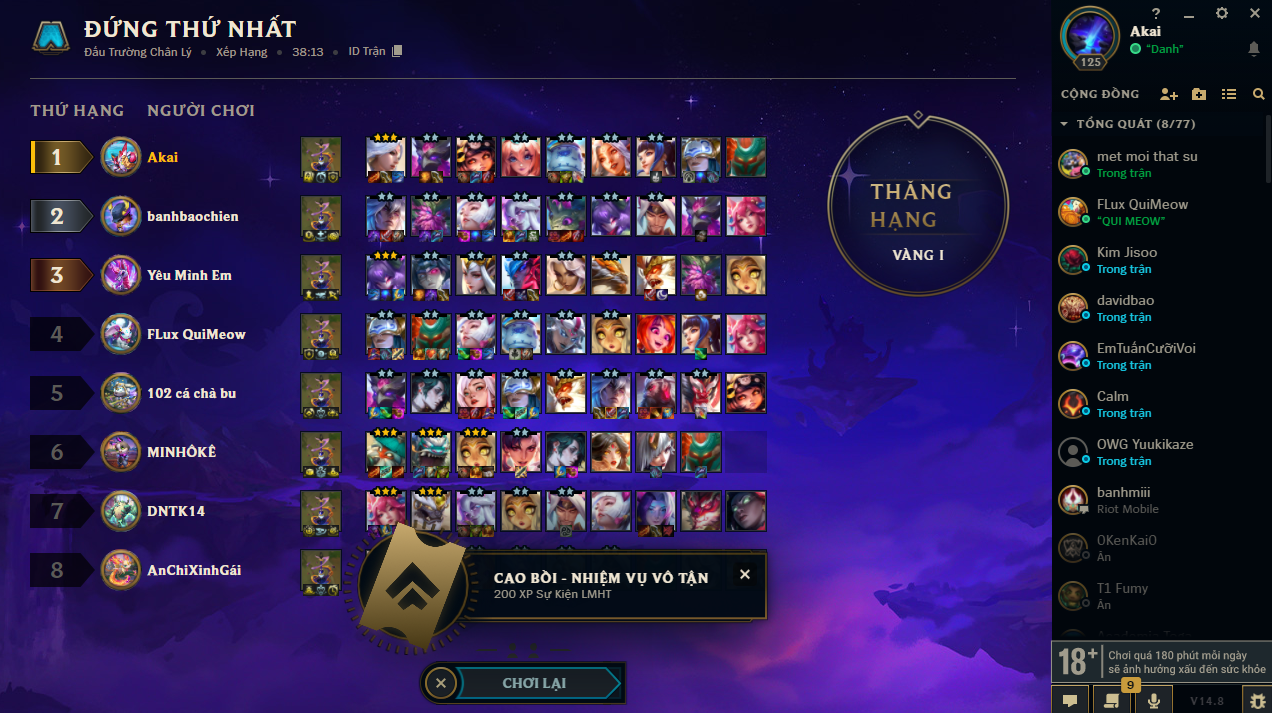 ĐỨNG THỨ NHẤT
Đấu Trường Chân Lý • Xếp Hạng • 38:13 • ID Trận
THỨ HẠNG NGƯỜI CHƠI
1 Akai
2 banhbaochien
3 Yêu Minh Em
4 FLux QuiMeow
5 102 cá chà bu
6 MINHÔKÊ
7 DNTK14
8 AnChiXinhGái
THĂNG
HẠNG
VÀNG I
CAO BỒI - NHIỆM VỤ VÔ TẬN
200 XP Sự Kiện LMHT
CHƠI LẠI
?
Akai
"Danh"
125
CỘNG ĐỒNG
TỔNG QUÁT (8/77)
met moi that su
Trong trận
FLux QuiMeow
"QUI MEOW"
Kim Jisoo
Trong trận
davidbao
Trong trận
EmTuấnCưỡiVoi
Trong trận
Calm
Trong trận
OWG Yuukikaze
Trong trận
banhmiii
Riot Mobile
0KenKai0
Ẩn
T1 Fumy
Ẩn
18+
Chơi quá 180 phút mỗi ngày
sẽ ảnh hưởng xấu đến sức khỏe
9
V14.8